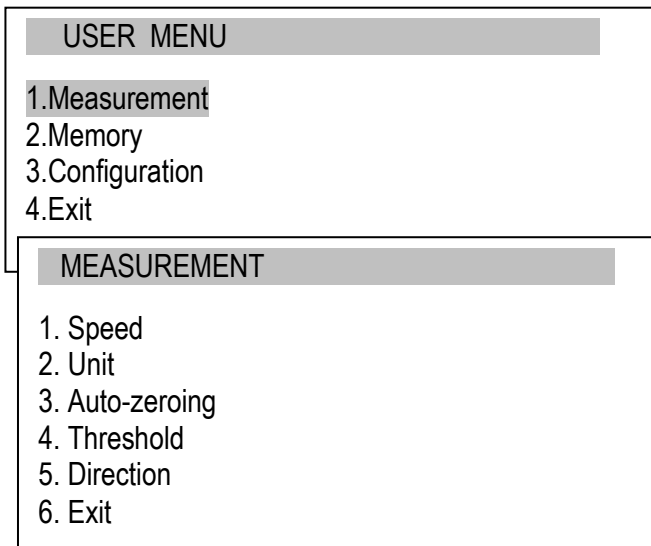 USER MENU
1.Measurement
2.Memory
3.Configuration
4.Exit
MEASUREMENT
1. Speed
2. Unit
3. Auto-zeroing
4. Threshold
5. Direction
6. Exit